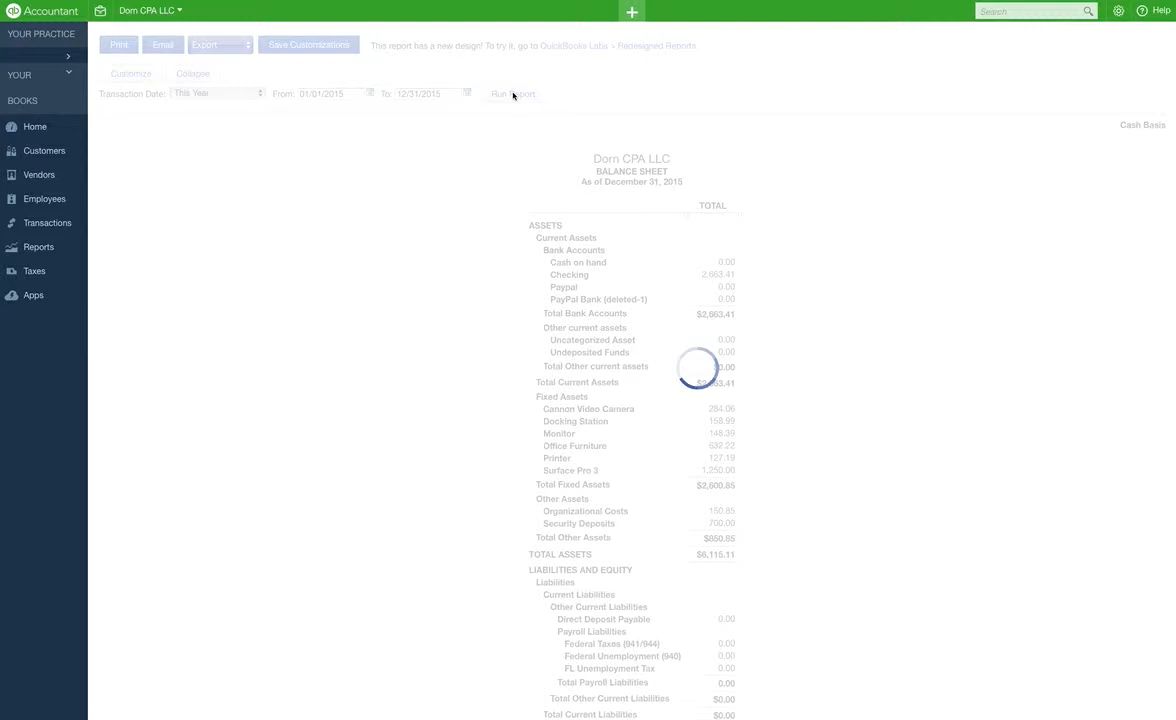 qb Accountant
Dorn CPA LLC
+
Search
? Help
YOUR PRACTICE
YOUR
BOOKS
Home
Customers
Vendors
Employees
Transactions
Reports
Taxes
Apps
Print Email Export Save Customizations This report has a new design! To try it, go to QuickBooks Labs > Redesigned Reports.
Customize Collapse
Transaction Date: This Year From: 01/01/2015 To: 12/31/2015 Run Report
Cash Basis
Dorn CPA LLC
BALANCE SHEET
As of December 31, 2015
TOTAL
ASSETS
Current Assets
Bank Accounts
Cash on hand 0.00
Checking 2,663.41
Paypal 0.00
PayPal Bank (deleted-1) 0.00
Total Bank Accounts $2,663.41
Other current assets
Uncategorized Asset 0.00
Undeposited Funds 0.00
Total Other current assets $0.00
Total Current Assets $2,663.41
Fixed Assets
Cannon Video Camera 284.06
Docking Station 158.99
Monitor 148.39
Office Furniture 632.22
Printer 127.19
Surface Pro 3 1,250.00
Total Fixed Assets $2,600.85
Other Assets
Organizational Costs 150.85
Security Deposits 700.00
Total Other Assets $850.85
TOTAL ASSETS $6,115.11
LIABILITIES AND EQUITY
Liabilities
Current Liabilities
Other Current Liabilities
Direct Deposit Payable 0.00
Payroll Liabilities
Federal Taxes (941/944) 0.00
Federal Unemployment (940) 0.00
FL Unemployment Tax 0.00
Total Payroll Liabilities 0.00
Total Other Current Liabilities $0.00
Total Current Liabilities $0.00